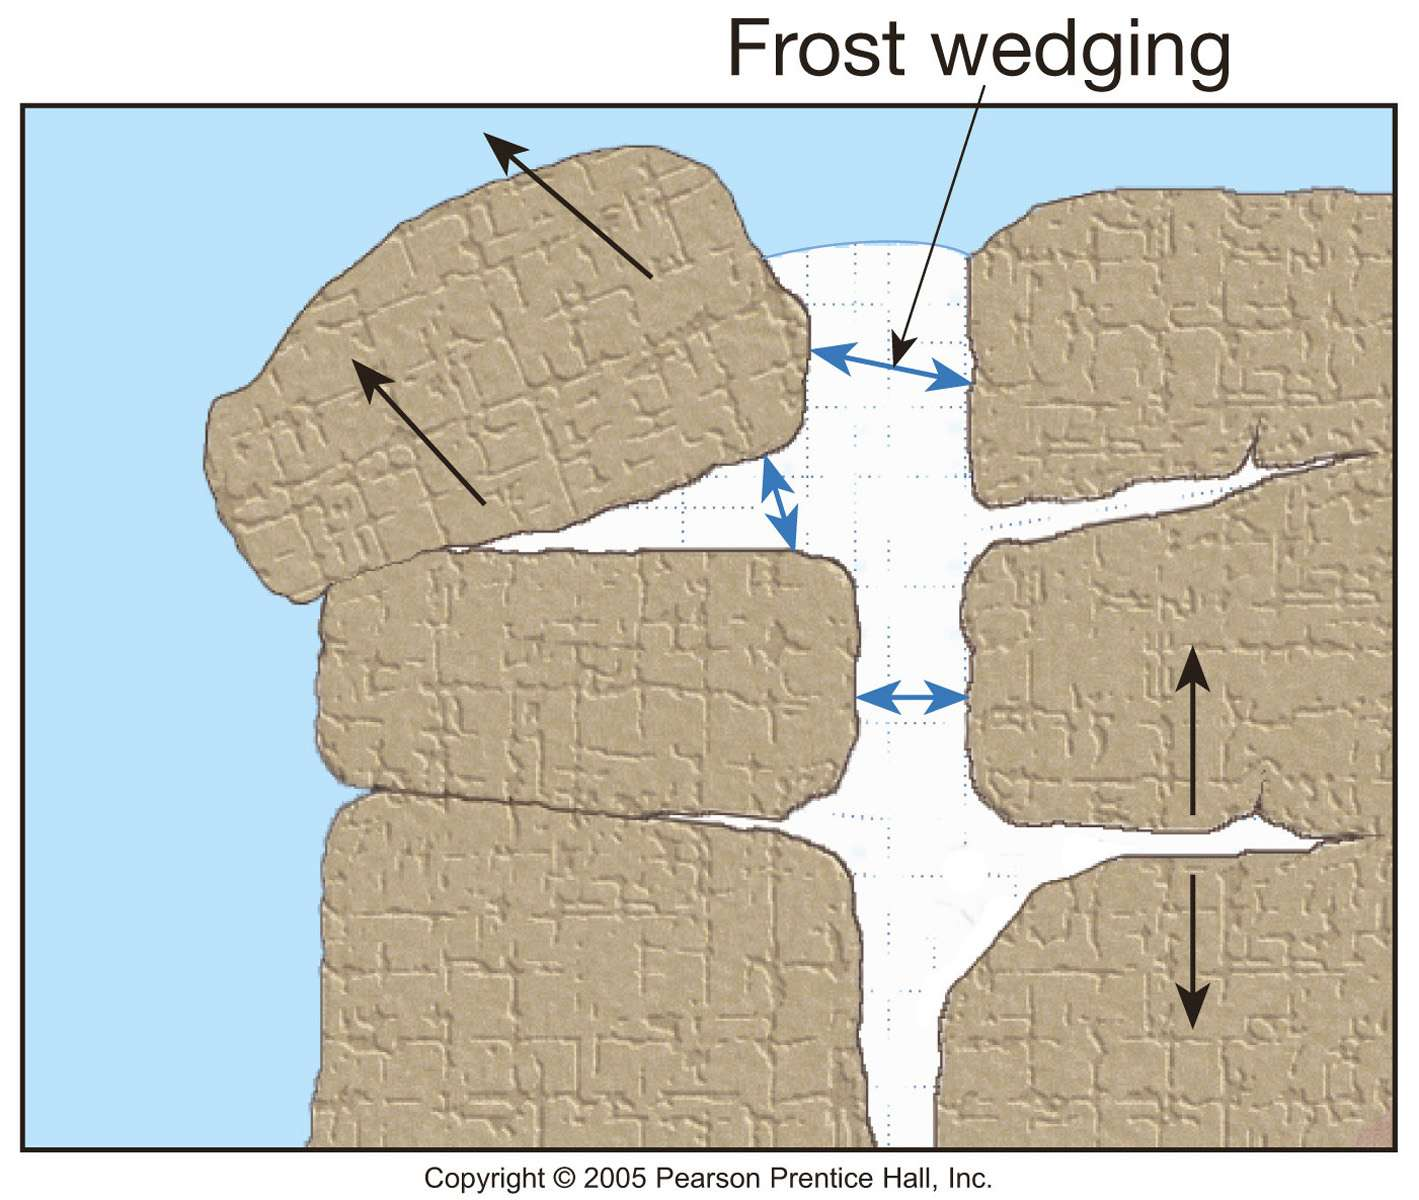 Frost wedging
Copyright © 2005 Pearson Prentice Hall, Inc.